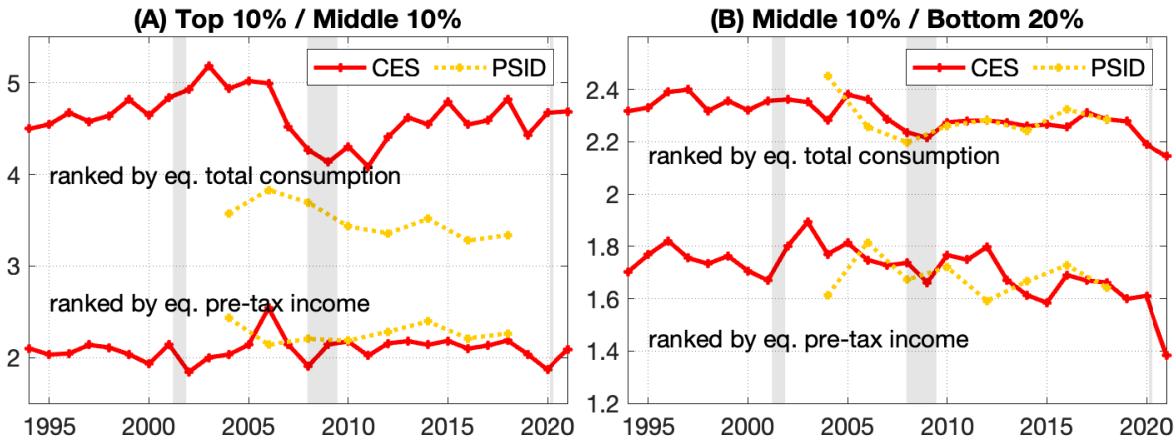 (A) Top 10% / Middle 10%
CES PSID
5
4
3
2
ranked by eq. total consumption
ranked by eq. pre-tax income
1995 2000 2005 2010 2015 2020
(B) Middle 10% / Bottom 20%
CES PSID
2.4
2.2
2
1.8
1.6
1.4
1.2
ranked by eq. total consumption
ranked by eq. pre-tax income
1995 2000 2005 2010 2015 2020